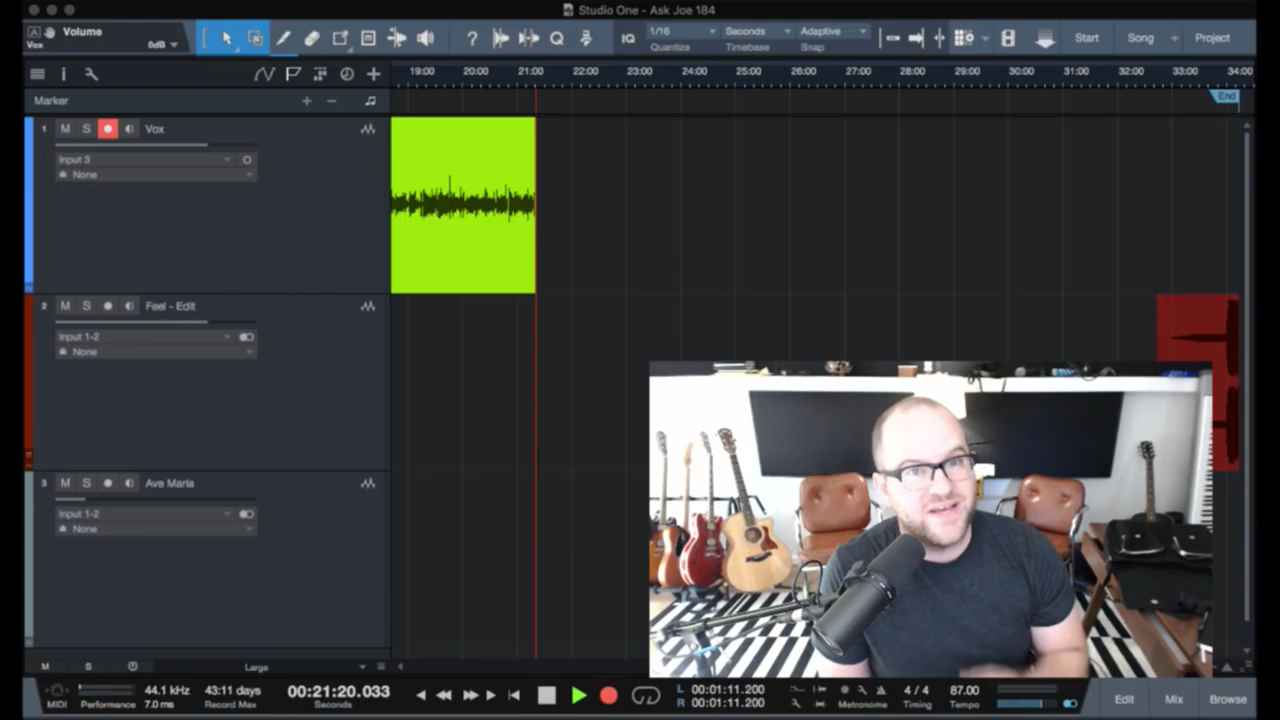 Studio One - Ask Joe 184
A
Volume
Vox
0dB
IQ
1/16
Quantize
Seconds
Timebase
Adaptive
Snap
Start
Song
Project
19:00 20:00 21:00 22:00 23:00 24:00 25:00 26:00 27:00 28:00 29:00 30:00 31:00 32:00 33:00 34:00
Marker
End
1 M S Vox
Input 3
None
2 M S Feel - Edit
Input 1-2
None
3 M S Ave Maria
Input 1-2
None
M S Large
MIDI
Performance
44.1 kHz
7.0 ms
43:11 days
Record Max
00:21:20.033
Seconds
L 00:01:11.200
R 00:01:11.200
Metronome
4 / 4
Timing
87.00
Tempo
Edit
Mix
Browse